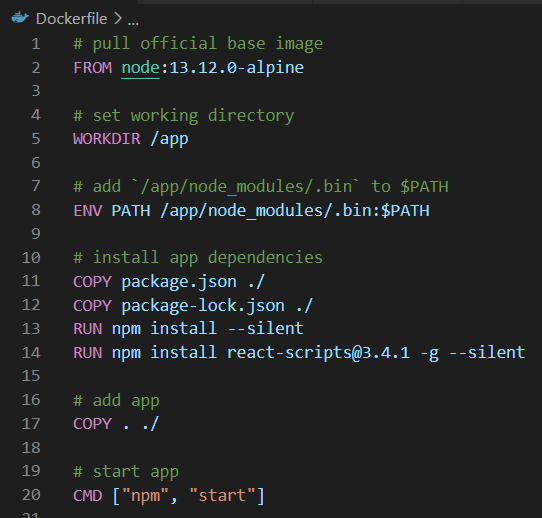 Dockerfile > ...
1 # pull official base image
2 FROM node:13.12.0-alpine
3
4 # set working directory
5 WORKDIR /app
6
7 # add `/app/node_modules/.bin` to $PATH
8 ENV PATH /app/node_modules/.bin:$PATH
9
10 # install app dependencies
11 COPY package.json ./
12 COPY package-lock.json ./
13 RUN npm install --silent
14 RUN npm install react-scripts@3.4.1 -g --silent
15
16 # add app
17 COPY . ./
18
19 # start app
20 CMD ["npm", "start"]
21